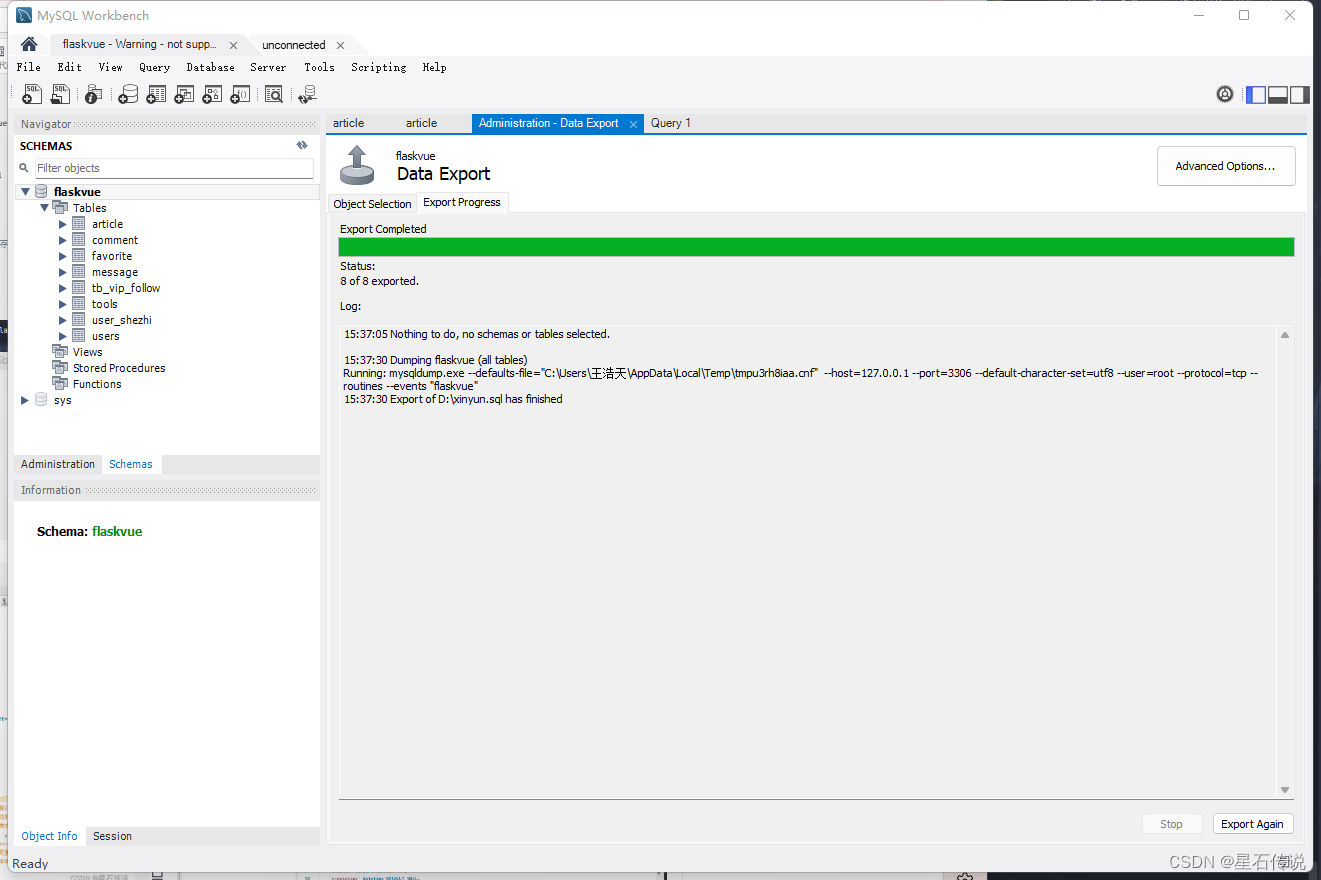 MySQL Workbench
flaskvue - Warning - not supp...
unconnected
File Edit View Query Database Server Tools Scripting Help
Navigator
SCHEMAS
Filter objects
flaskvue
Tables
article
comment
favorite
message
tb_vip_follow
tools
user_shezhi
users
Views
Stored Procedures
Functions
sys
Administration Schemas
Information
Schema: flaskvue
Object Info Session
Ready
article article Administration - Data Export Query 1
flaskvue
Data Export
Advanced Options...
Object Selection Export Progress
Export Completed
Status:
8 of 8 exported.
Log:
15:37:05 Nothing to do, no schemas or tables selected.
15:37:30 Dumping flaskvue (all tables)
Running: mysqldump.exe --defaults-file="C:\Users\王浩天\AppData\Local\Temp\tmpu3rh8iaa.cnf" --host=127.0.0.1 --port=3306 --default-character-set=utf8 --user=root --protocol=tcp --
routines --events "flaskvue"
15:37:30 Export of D:\xinyun.sql has finished
Stop Export Again
CSDN @星石传说